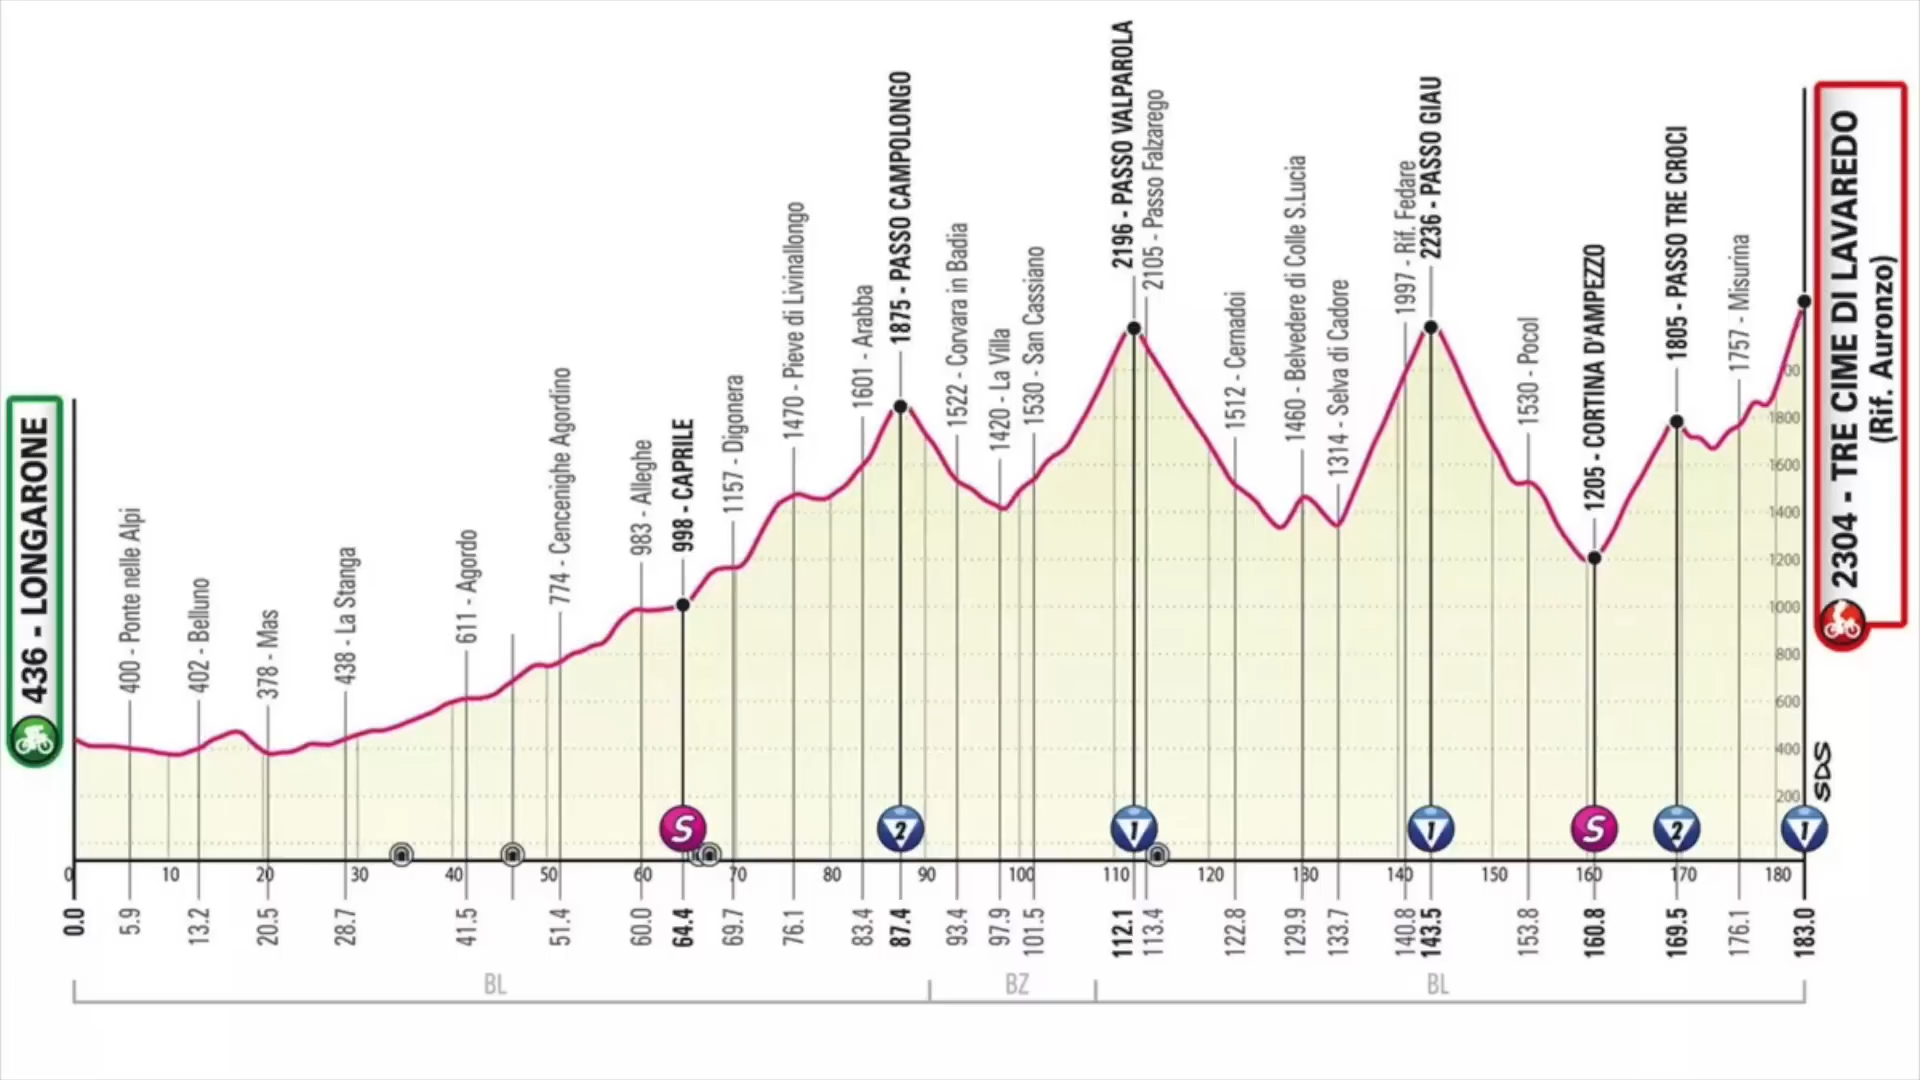 436 - LONGARONE
400 - Ponte nelle Alpi
402 - Belluno
378 - Mas
438 - La Stanga
611 - Agordo
774 - Cencenighe Agordino
983 - Alleghe
998 - CAPRILE
1157 - Digonera
1470 - Pieve di Livinallongo
1601 - Arabba
1875 - PASSO CAMPOLONGO
1522 - Corvara in Badia
1420 - La Villa
1530 - San Cassiano
2196 - PASSO VALPAROLA
2105 - Passo Falzarego
1512 - Cernadoi
1460 - Belvedere di Colle S.Lucia
1314 - Selva di Cadore
1997 - Rif. Fedare
2236 - PASSO GIAU
1530 - Pocol
1205 - CORTINA D'AMPEZZO
1805 - PASSO TRE CROCI
1757 - Misurina
2304 - TRE CIME DI LAVAREDO
(Rif. Auronzo)
1800
1600
1400
1200
1000
800
600
400
200
SDS
S 2 1 1 S 2 1
0 10 20 30 40 50 60 70 80 90 100 110 120 130 140 150 160 170 180
0.0 5.9 13.2 20.5 28.7 41.5 51.4 60.0 64.4 69.7 76.1 83.4 87.4 93.4 97.9 101.5 112.1 113.4 122.8 129.9 133.7 140.8 143.5 153.8 160.8 169.5 176.1 183.0
BL BZ BL